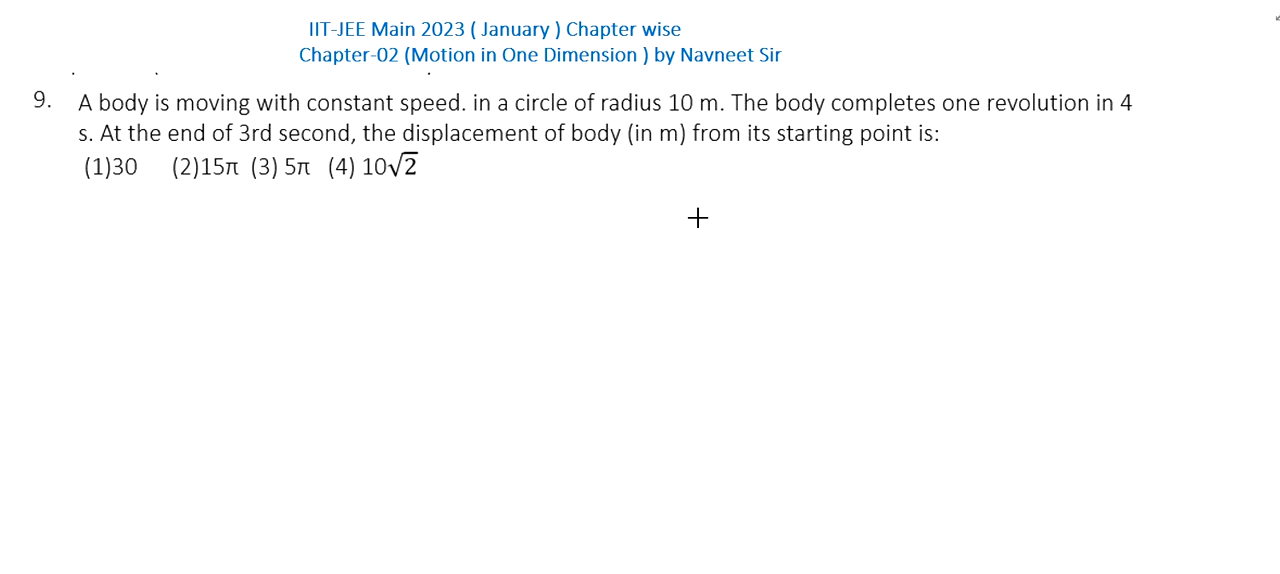 IIT-JEE Main 2023 ( January ) Chapter wise
Chapter-02 (Motion in One Dimension ) by Navneet Sir
9. A body is moving with constant speed. in a circle of radius 10 m. The body completes one revolution in 4
s. At the end of 3rd second, the displacement of body (in m) from its starting point is:
(1)30 (2)15π (3) 5π (4) 10√2